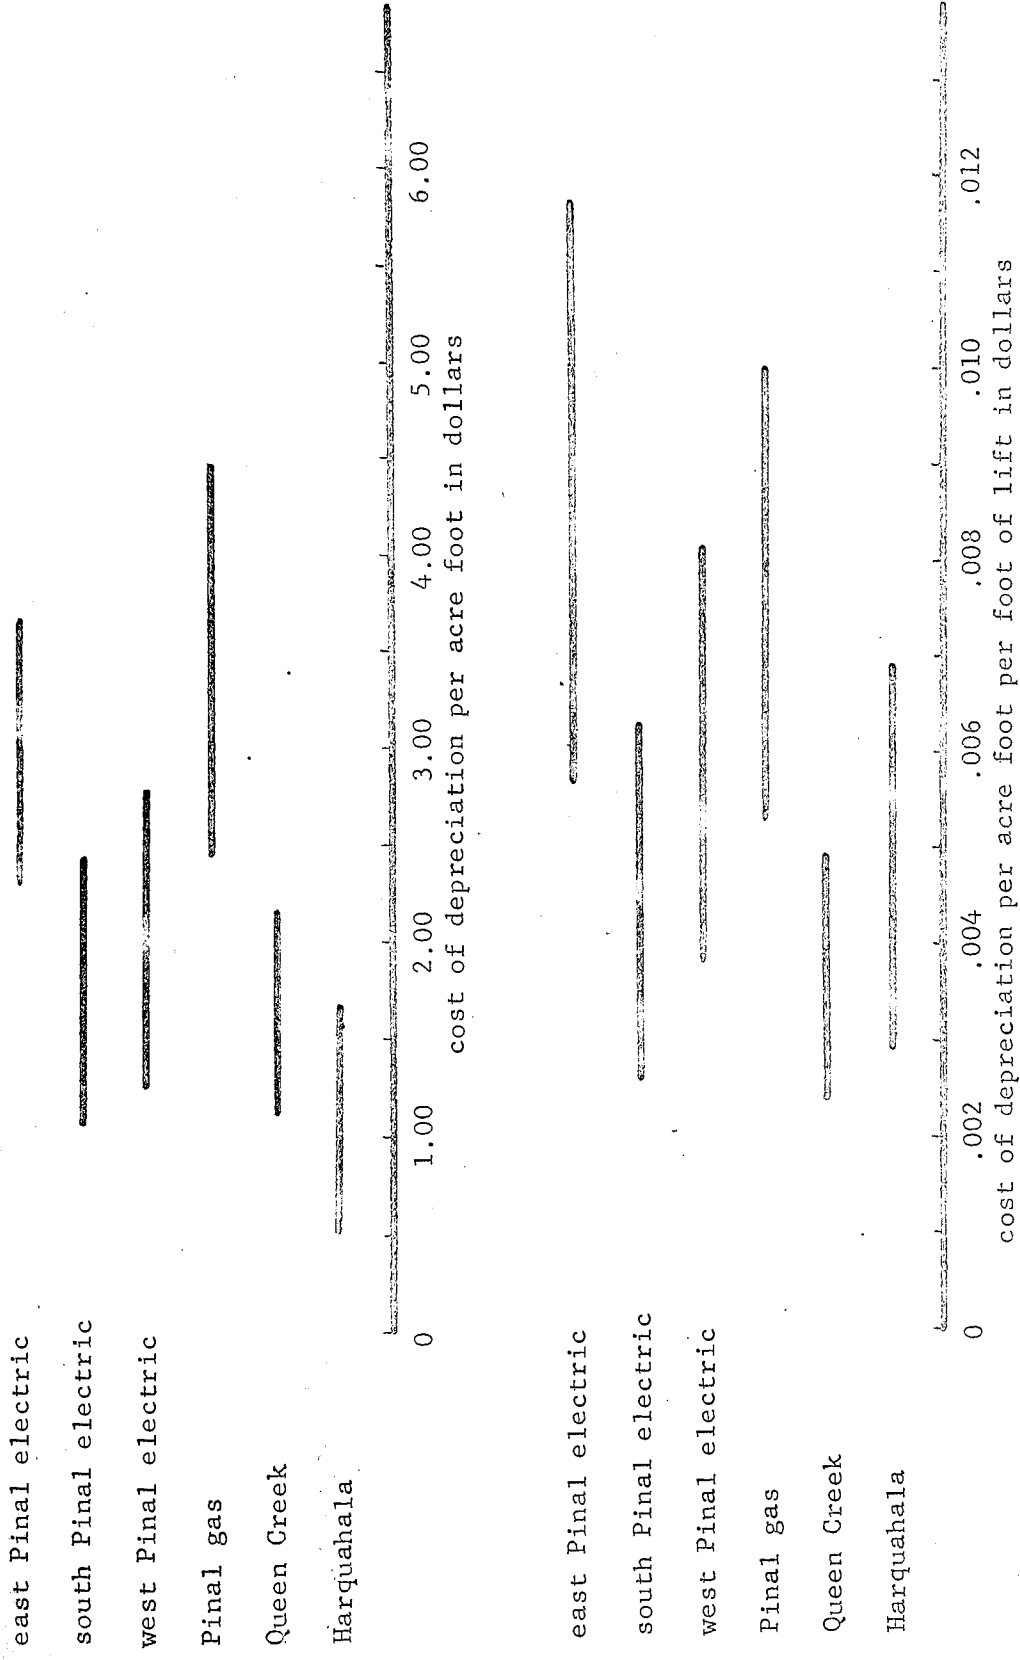 east Pinal electric
south Pinal electric
west Pinal electric
Pinal gas
Queen Creek
Harquahala
0 1.00 2.00 3.00 4.00 5.00 6.00
cost of depreciation per acre foot in dollars
east Pinal electric
south Pinal electric
west Pinal electric
Pinal gas
Queen Creek
Harquahala
0 .002 .004 .006 .008 .010 .012
cost of depreciation per acre foot per foot of lift in dollars